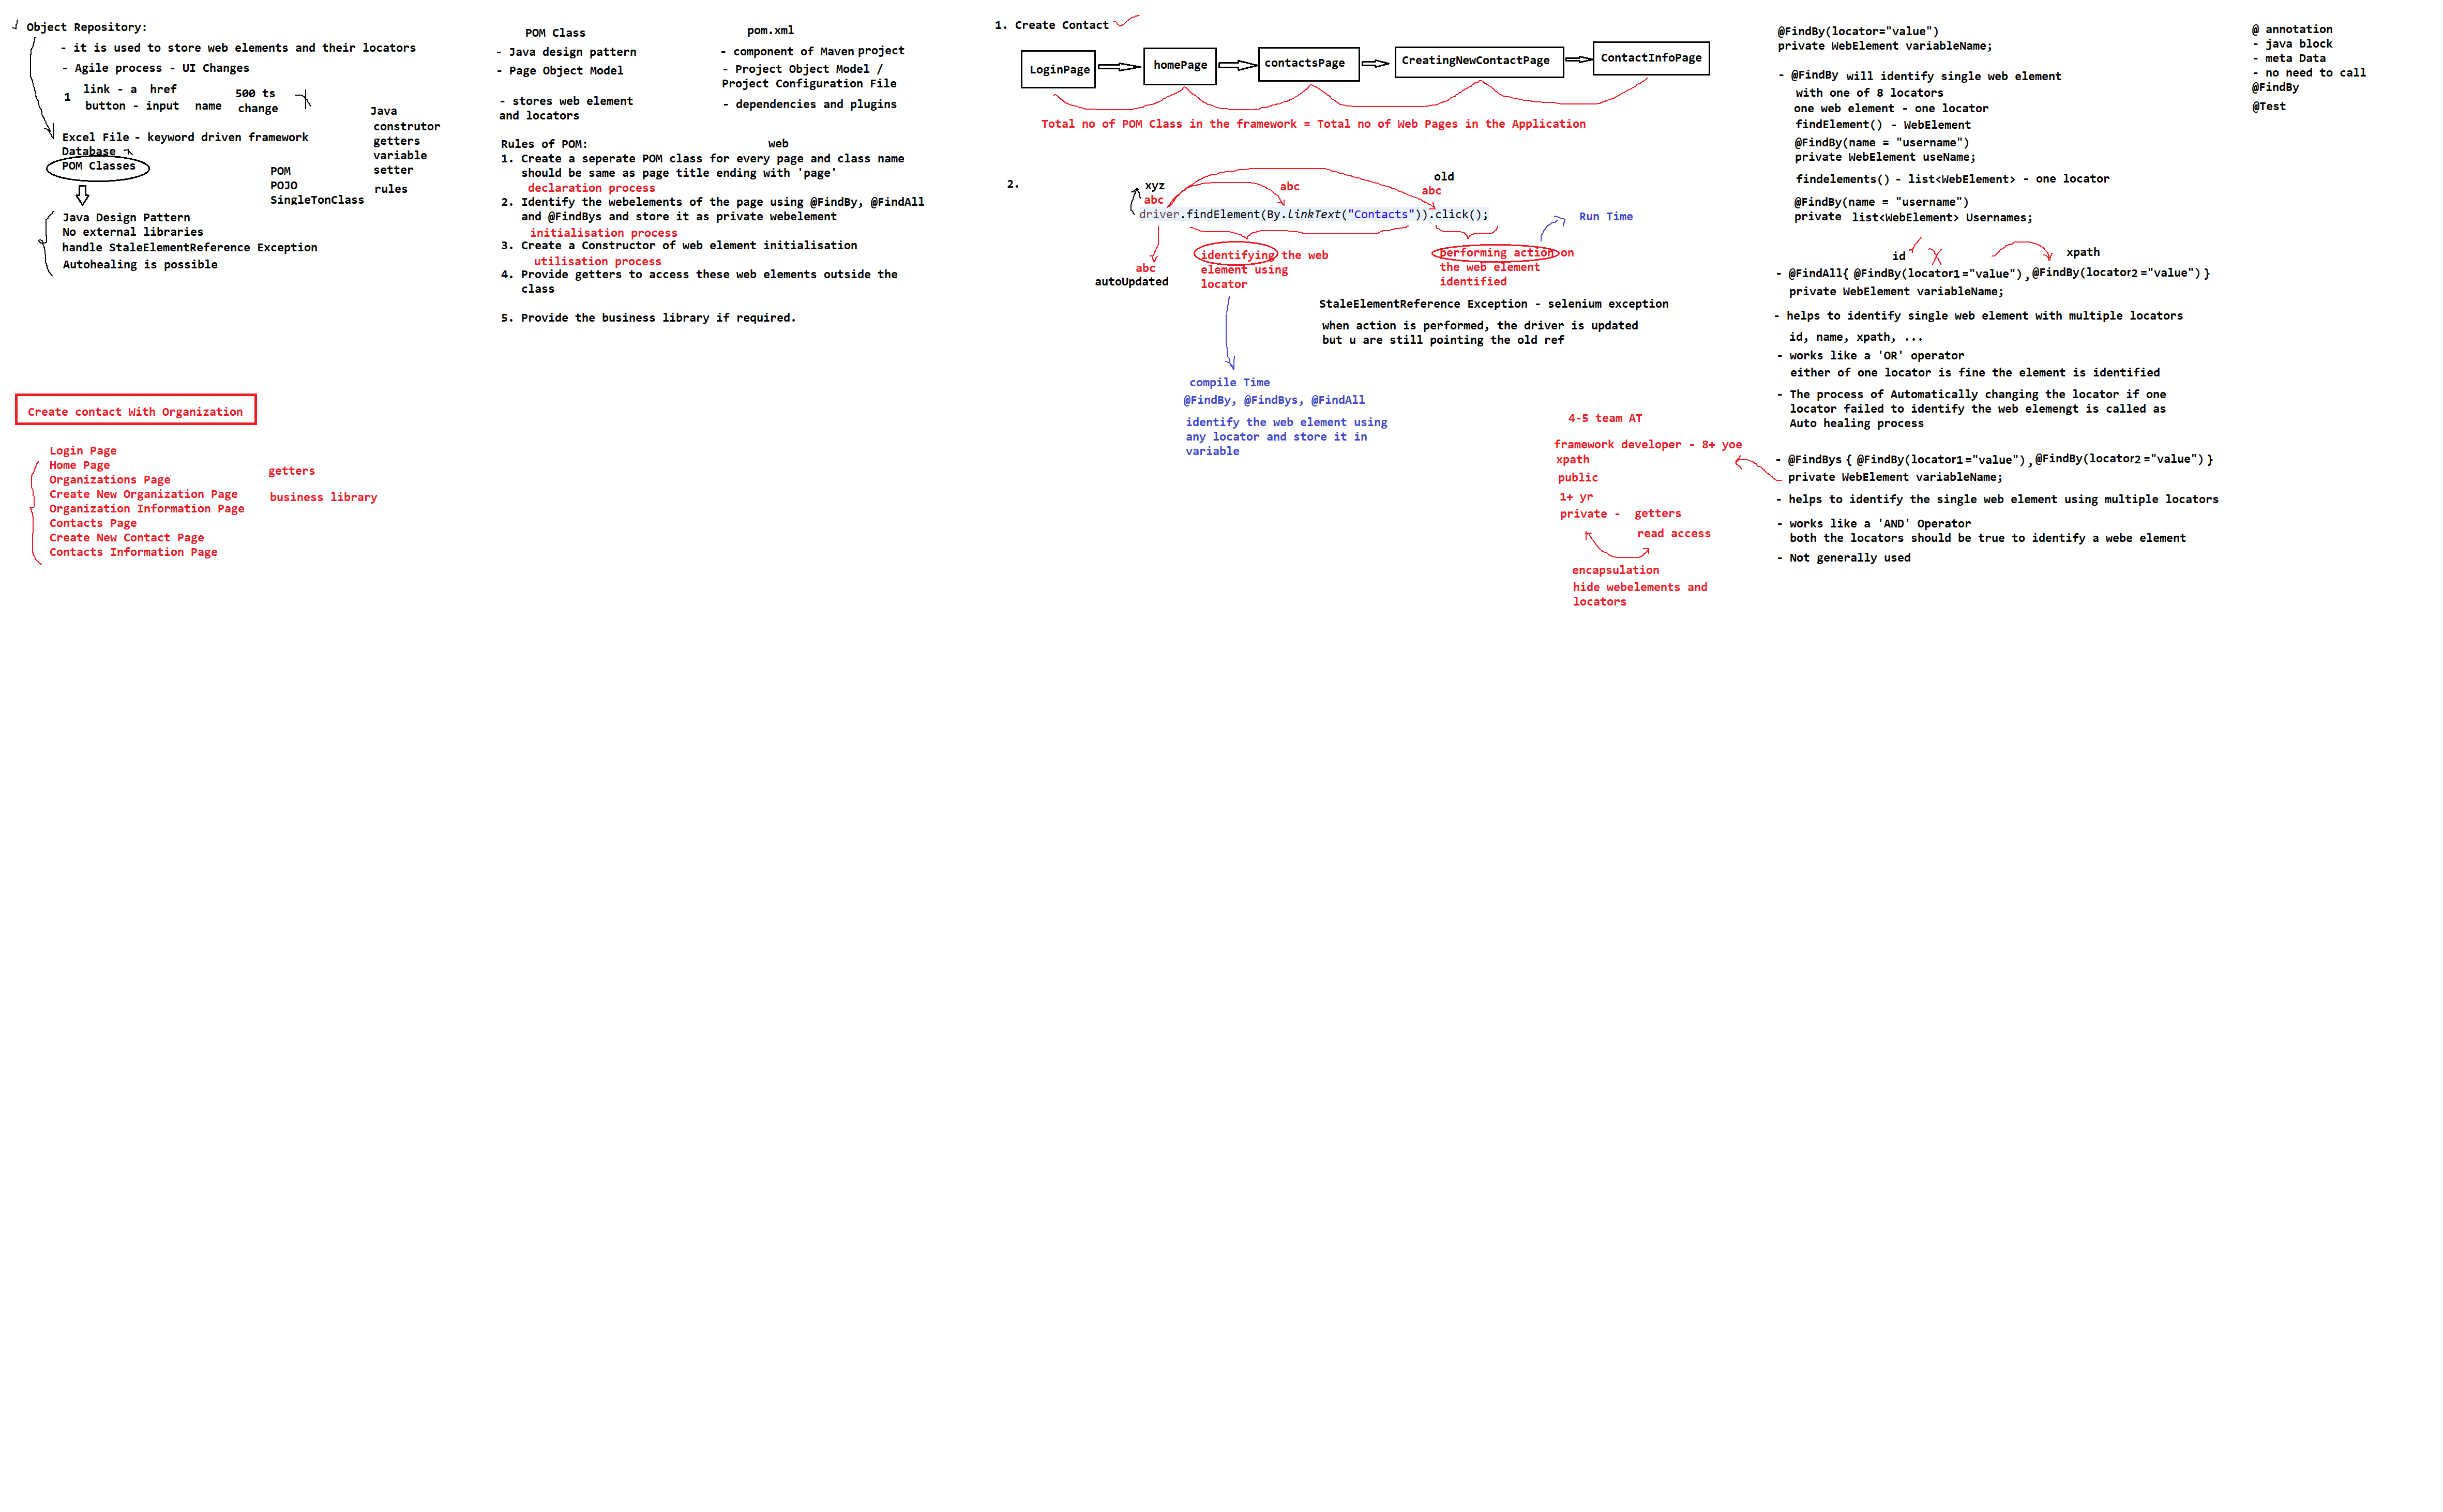 Object Repository:
- it is used to store web elements and their locators
- Agile process - UI Changes
1
link - a  href
button - input  name
500 ts
change
Excel File - keyword driven framework
Database
POM Classes
Java
construtor
getters
variable
setter
rules
POM
POJO
SingleTonClass
Java Design Pattern
No external libraries
handle StaleElementReference Exception
Autohealing is possible
Create contact With Organization
Login Page
Home Page
Organizations Page
Create New Organization Page
Organization Information Page
Contacts Page
Create New Contact Page
Contacts Information Page
getters
business library
POM Class
- Java design pattern
- Page Object Model
- stores web element
and locators
pom.xml
- component of Maven project
- Project Object Model /
Project Configuration File
- dependencies and plugins
Rules of POM:
web
1. Create a seperate POM class for every page and class name
should be same as page title ending with 'page'
declaration process
2. Identify the webelements of the page using @FindBy, @FindAll
and @FindBys and store it as private webelement
initialisation process
3. Create a Constructor of web element initialisation
utilisation process
4. Provide getters to access these web elements outside the
class
5. Provide the business library if required.
1. Create Contact
LoginPage
homePage
contactsPage
CreatingNewContactPage
ContactInfoPage
Total no of POM Class in the framework = Total no of Web Pages in the Application
2.
xyz
abc
abc
old
abc
driver.findElement(By.linkText("Contacts")).click();
Run Time
abc
autoUpdated
identifying the web
element using
locator
performing action on
the web element
identified
StaleElementReference Exception - selenium exception
when action is performed, the driver is updated
but u are still pointing the old ref
compile Time
@FindBy, @FindBys, @FindAll
identify the web element using
any locator and store it in
variable
4-5 team AT
framework developer - 8+ yoe
xpath
public
1+ yr
private - getters
read access
encapsulation
hide webelements and
locators
@FindBy(locator="value")
private WebElement variableName;
- @FindBy will identify single web element
with one of 8 locators
one web element - one locator
findElement() - WebElement
@FindBy(name = "username")
private WebElement useName;
findelements() - list<WebElement> - one locator
@FindBy(name = "username")
private list<WebElement> Usernames;
id
xpath
- @FindAll{ @FindBy(locator1="value"),@FindBy(locator2="value")}
private WebElement variableName;
- helps to identify single web element with multiple locators
id, name, xpath, ...
- works like a 'OR' operator
either of one locator is fine the element is identified
- The process of Automatically changing the locator if one
locator failed to identify the web elemengt is called as
Auto healing process
- @FindBys { @FindBy(locator1="value"),@FindBy(locator2="value")}
private WebElement variableName;
- helps to identify the single web element using multiple locators
- works like a 'AND' Operator
both the locators should be true to identify a webe element
- Not generally used
@ annotation
- java block
- meta Data
- no need to call
@FindBy
@Test